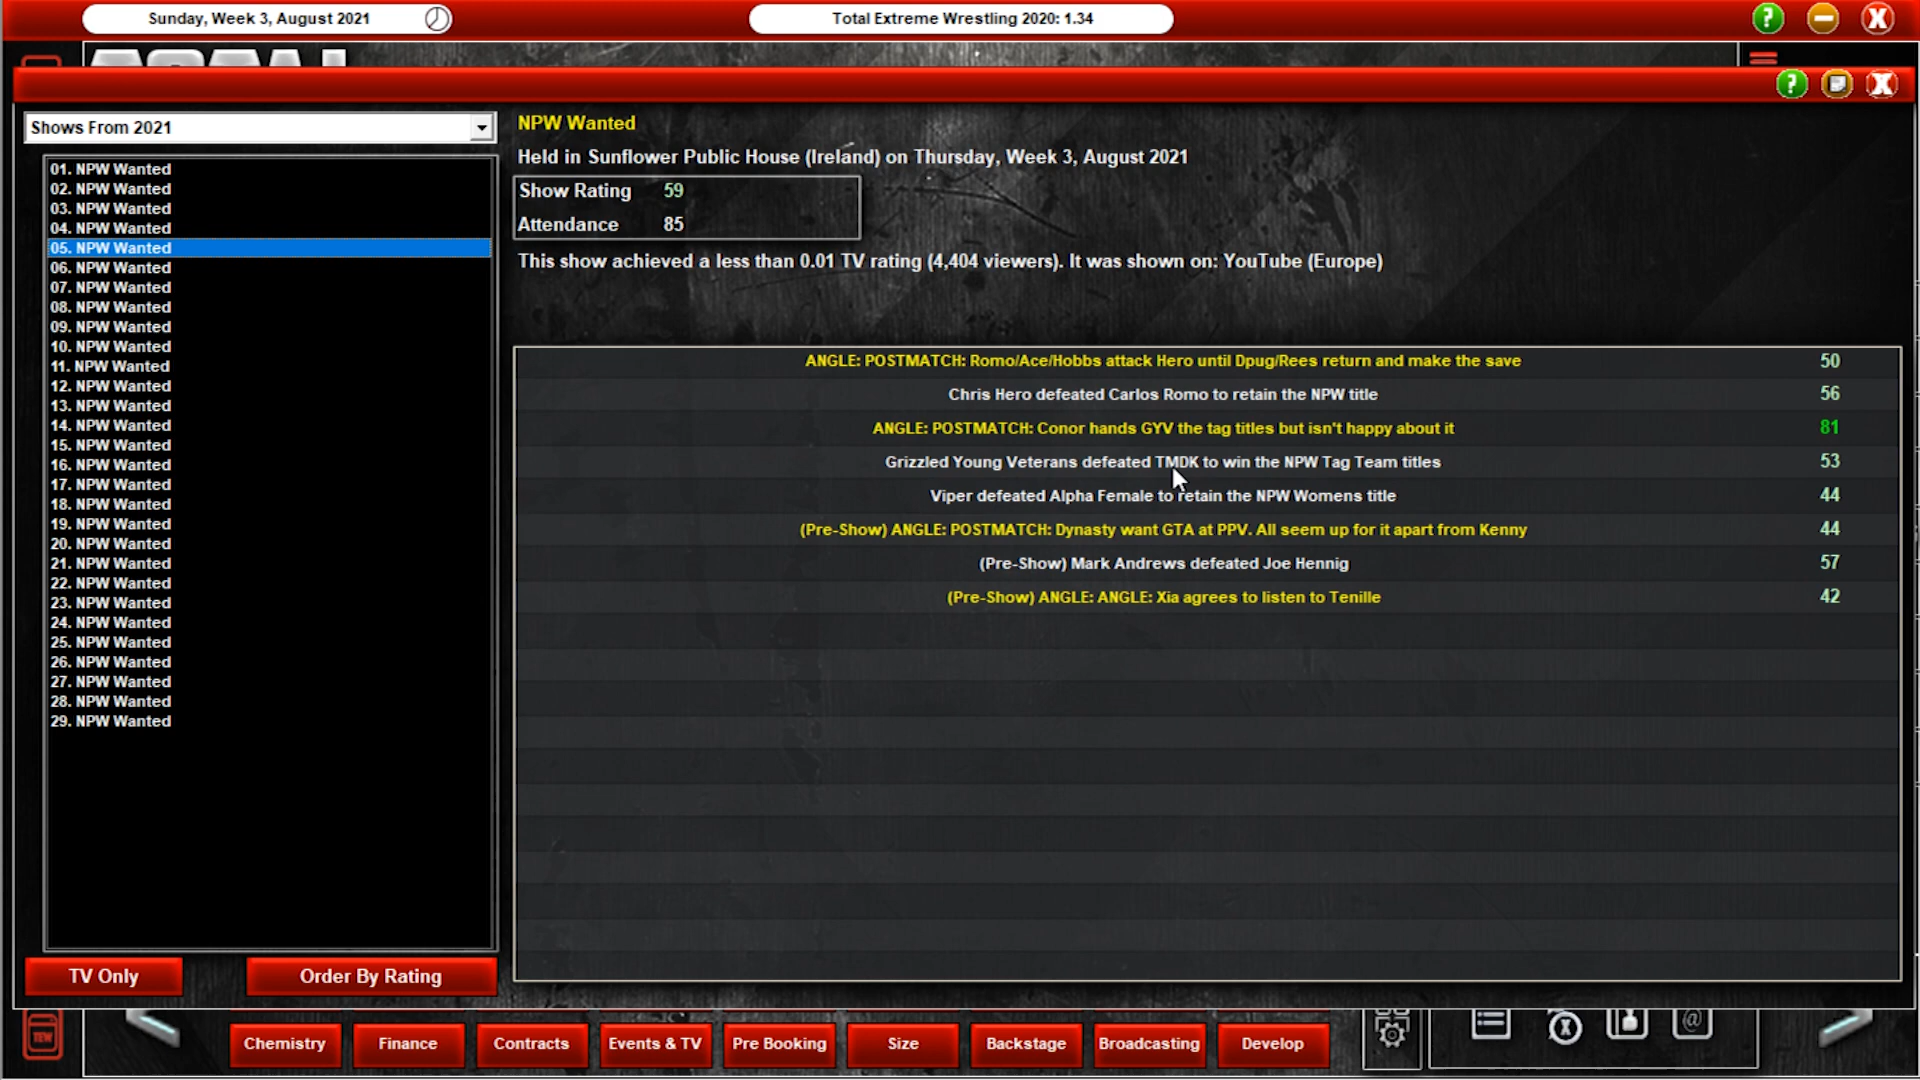 Sunday, Week 3, August 2021
Total Extreme Wrestling 2020: 1.34
Shows From 2021
01. NPW Wanted
02. NPW Wanted
03. NPW Wanted
04. NPW Wanted
05. NPW Wanted
06. NPW Wanted
07. NPW Wanted
08. NPW Wanted
09. NPW Wanted
10. NPW Wanted
11. NPW Wanted
12. NPW Wanted
13. NPW Wanted
14. NPW Wanted
15. NPW Wanted
16. NPW Wanted
17. NPW Wanted
18. NPW Wanted
19. NPW Wanted
20. NPW Wanted
21. NPW Wanted
22. NPW Wanted
23. NPW Wanted
24. NPW Wanted
25. NPW Wanted
26. NPW Wanted
27. NPW Wanted
28. NPW Wanted
29. NPW Wanted
TV Only
Order By Rating
NPW Wanted
Held in Sunflower Public House (Ireland) on Thursday, Week 3, August 2021
Show Rating 59
Attendance 85
This show achieved a less than 0.01 TV rating (4,404 viewers). It was shown on: YouTube (Europe)
ANGLE: POSTMATCH: Romo/Ace/Hobbs attack Hero until Dpug/Rees return and make the save 50
Chris Hero defeated Carlos Romo to retain the NPW title 56
ANGLE: POSTMATCH: Conor hands GYV the tag titles but isn't happy about it 81
Grizzled Young Veterans defeated TMDK to win the NPW Tag Team titles 53
Viper defeated Alpha Female to retain the NPW Womens title 44
(Pre-Show) ANGLE: POSTMATCH: Dynasty want GTA at PPV. All seem up for it apart from Kenny 44
(Pre-Show) Mark Andrews defeated Joe Hennig 57
(Pre-Show) ANGLE: ANGLE: Xia agrees to listen to Tenille 42
TEW
Chemistry
Finance
Contracts
Events & TV
Pre Booking
Size
Backstage
Broadcasting
Develop